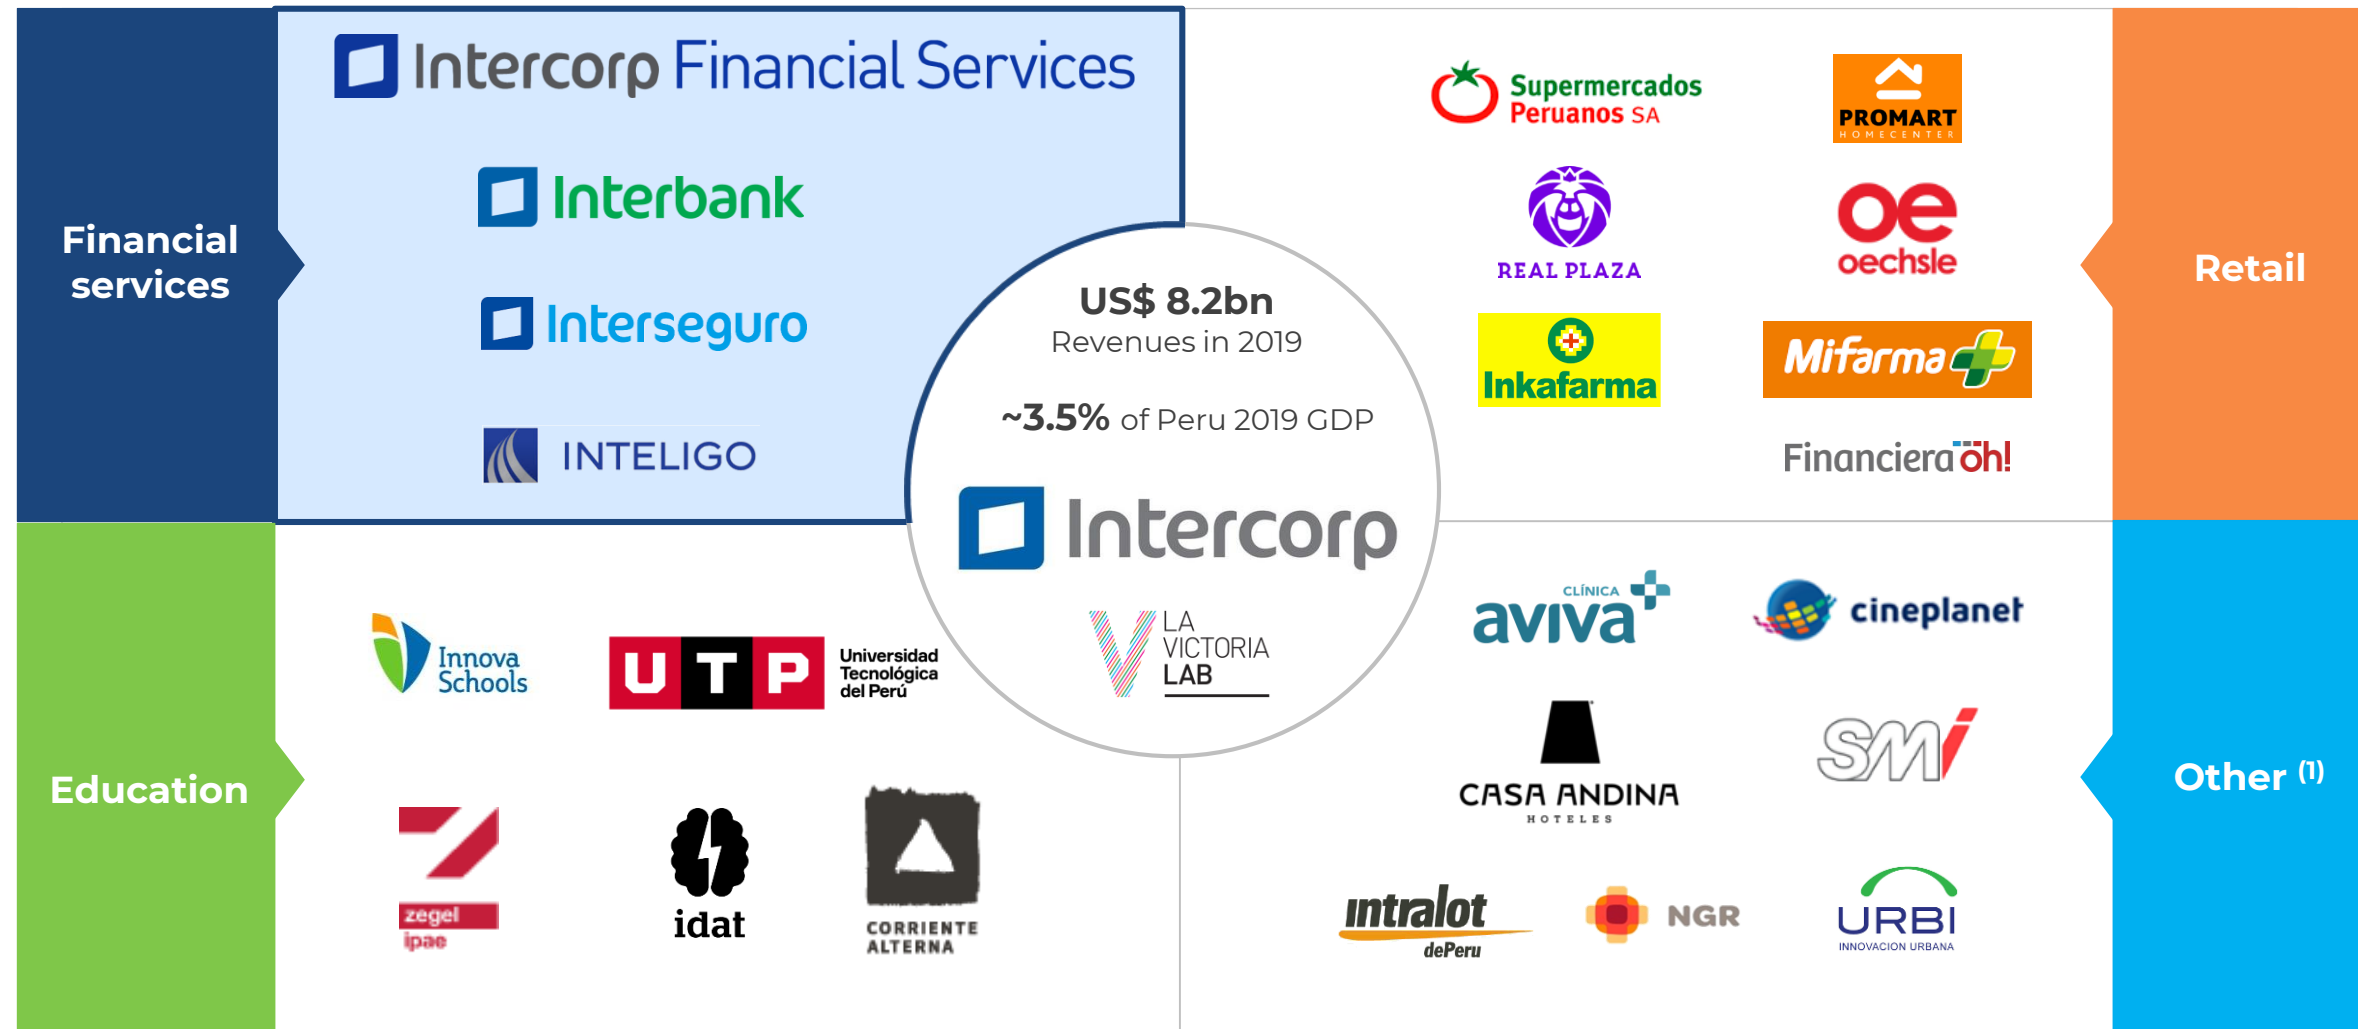 Financial
services
Intercorp Financial Services
Interbank
Interseguro
INTELIGO
Supermercados
Peruanos SA
PROMART
HOMECENTER
REAL PLAZA
oe
oechsle
Inkafarma
Mifarma
Financiera oh!
Retail
US$ 8.2bn
Revenues in 2019
~3.5% of Peru 2019 GDP
Intercorp
LA
VICTORIA
LAB
Education
Innova
Schools
UTP
Universidad
Tecnológica
del Perú
zegel
ipae
idat
CORRIENTE
ALTERNA
CLÍNICA
aviva
cineplanet
CASA ANDINA
HOTELES
SMi
intralot
dePeru
NGR
URBI
INNOVACION URBANA
Other (1)